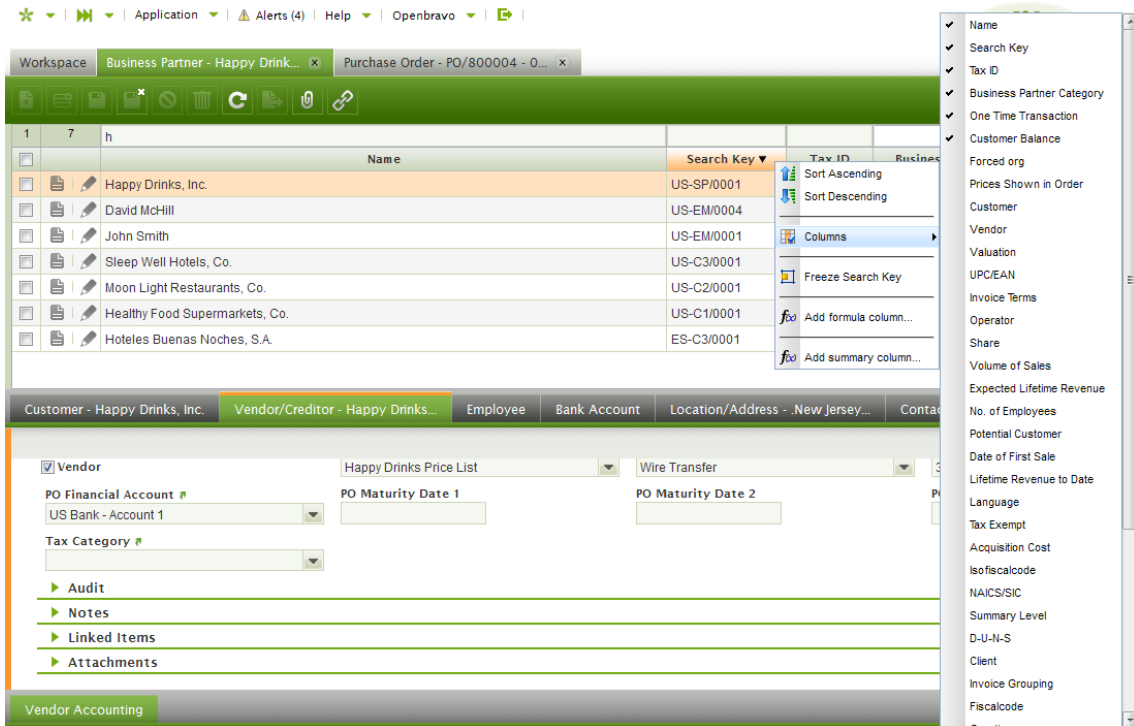 Application Alerts (4) Help Openbravo
Workspace Business Partner - Happy Drink... x Purchase Order - PO/800004 - 0... x
1 7 h
Name Search Key Tax ID Busines
Happy Drinks, Inc. US-SP/0001
David McHill US-EM/0004
John Smith US-EM/0001
Sleep Well Hotels, Co. US-C3/0001
Moon Light Restaurants, Co. US-C2/0001
Healthy Food Supermarkets, Co. US-C1/0001
Hoteles Buenas Noches, S.A. ES-C3/0001
Sort Ascending
Sort Descending
Columns
Freeze Search Key
f(x) Add formula column...
f(x) Add summary column...
Name
Search Key
Tax ID
Business Partner Category
One Time Transaction
Customer Balance
Forced org
Prices Shown in Order
Customer
Vendor
Valuation
UPC/EAN
Invoice Terms
Operator
Share
Volume of Sales
Expected Lifetime Revenue
No. of Employees
Potential Customer
Date of First Sale
Lifetime Revenue to Date
Language
Tax Exempt
Acquisition Cost
Isofiscalcode
NAICS/SIC
Summary Level
D-U-N-S
Client
Invoice Grouping
Fiscalcode
Customer - Happy Drinks, Inc. Vendor/Creditor - Happy Drinks... Employee Bank Account Location/Address - .New Jersey... Contac
Vendor Happy Drinks Price List Wire Transfer 3
PO Financial Account PO Maturity Date 1 PO Maturity Date 2
US Bank - Account 1
Tax Category
Audit
Notes
Linked Items
Attachments
Vendor Accounting